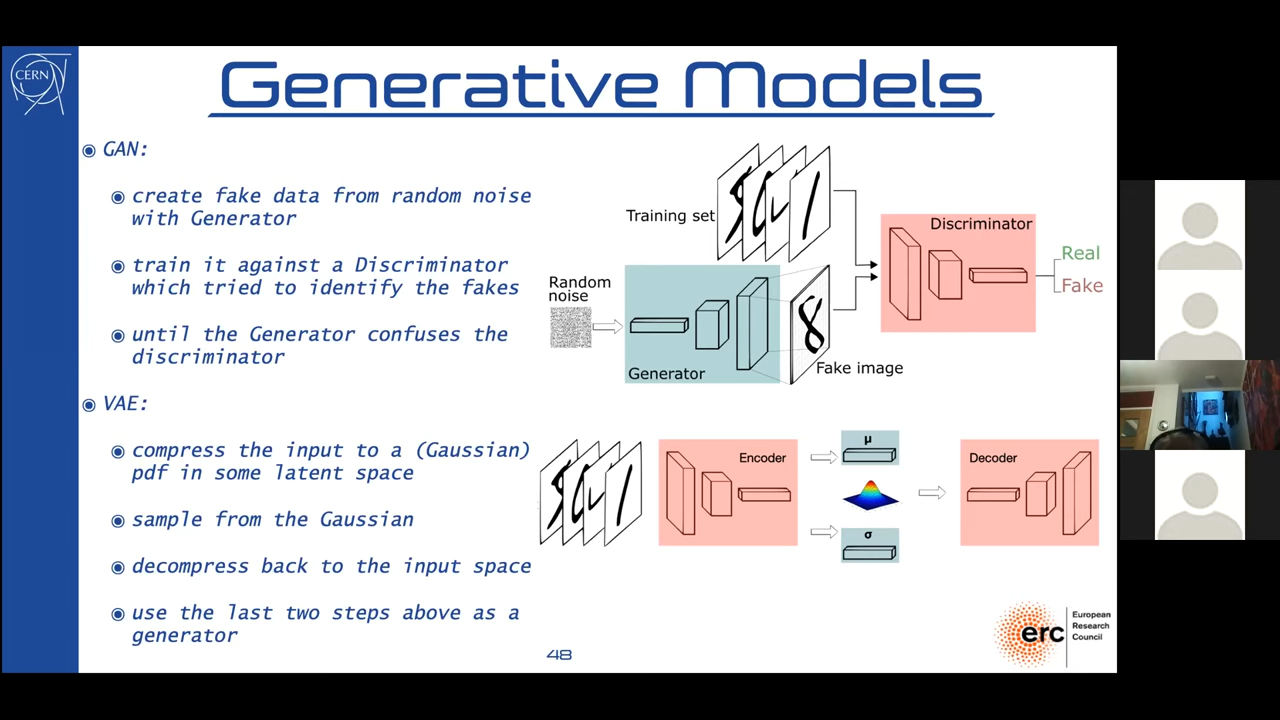 CERN
Generative Models
GAN:
create fake data from random noise
with Generator
train it against a Discriminator
which tried to identify the fakes
until the Generator confuses the
discriminator
VAE:
compress the input to a (Gaussian)
pdf in some latent space
sample from the Gaussian
decompress back to the input space
use the last two steps above as a
generator
Training set
Discriminator
Real
Fake
Random
noise
8
Generator
Fake image
Encoder
μ
σ
Decoder
48
erc
European
Research
Council